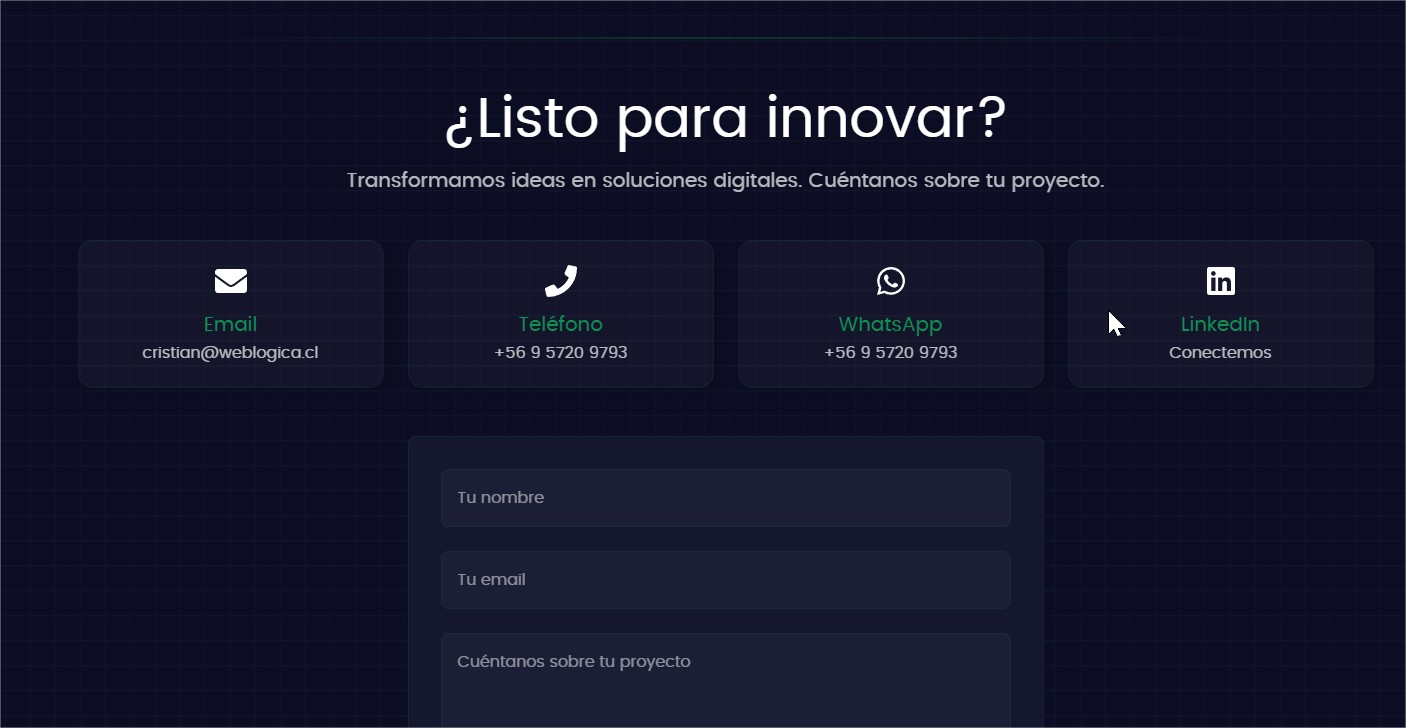 ¿Listo para innovar?
Transformamos ideas en soluciones digitales. Cuéntanos sobre tu proyecto.
Email
cristian@weblogica.cl
Teléfono
+56 9 5720 9793
WhatsApp
+56 9 5720 9793
LinkedIn
Conectemos
Tu nombre
Tu email
Cuéntanos sobre tu proyecto